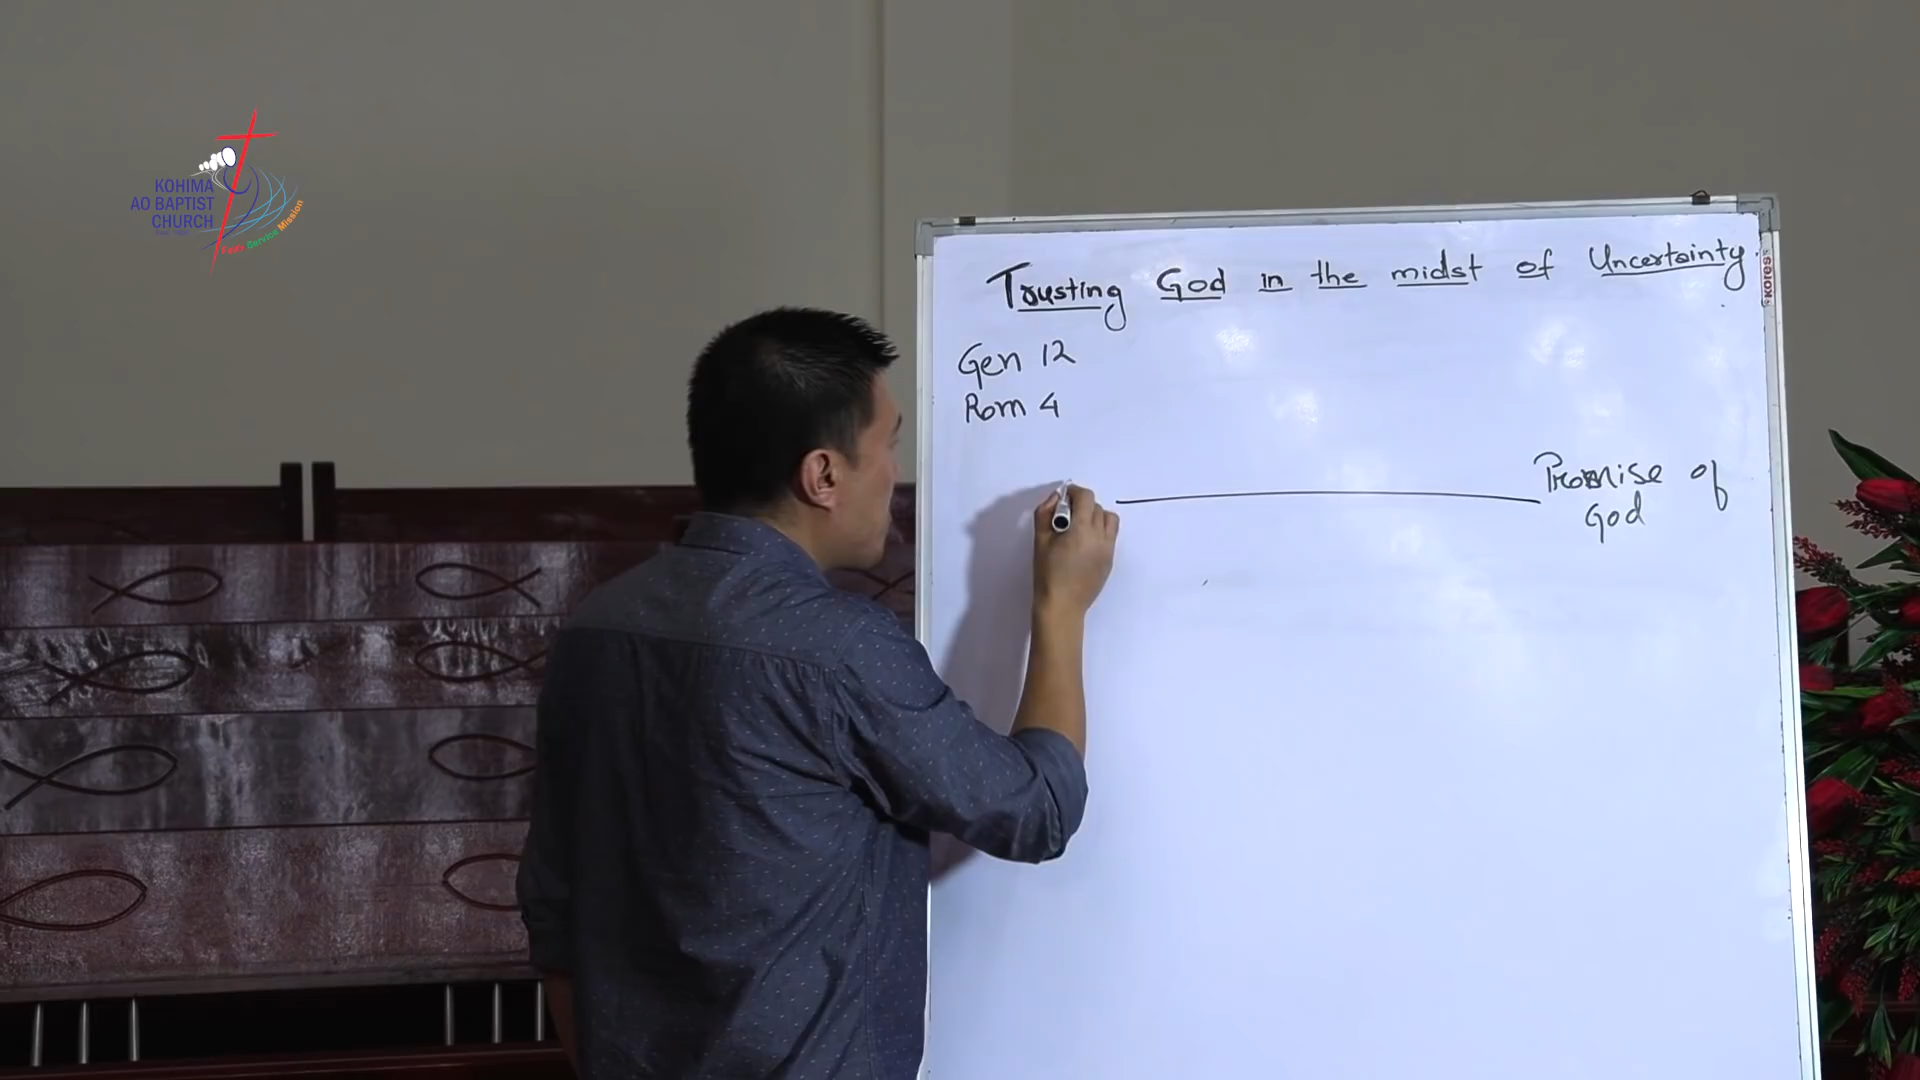 KOHIMA
AO BAPTIST
CHURCH
Faith Service Mission
Trusting God in the midst of Uncertainty.
KORES
Gen 12
Rom 4
Promise of
God